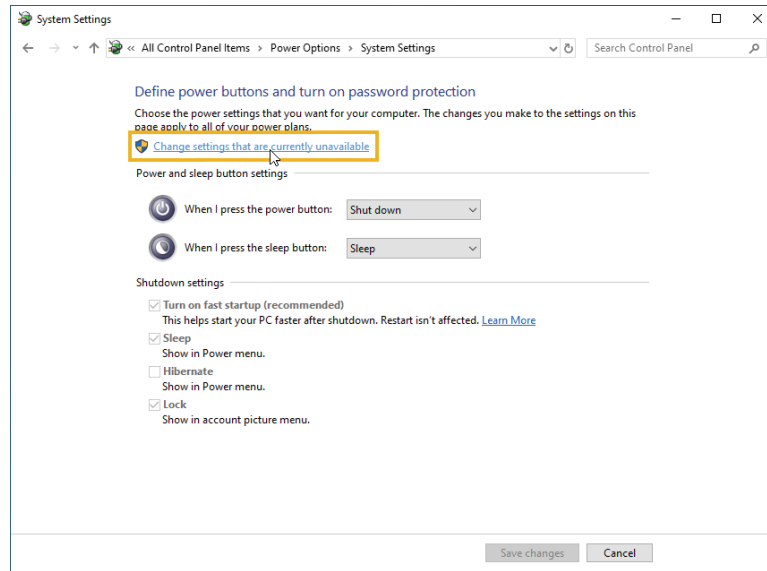 System Settings
« All Control Panel Items > Power Options > System Settings
Search Control Panel
Define power buttons and turn on password protection
Choose the power settings that you want for your computer. The changes you make to the settings on this
page apply to all of your power plans.
Change settings that are currently unavailable
Power and sleep button settings
When I press the power button: Shut down
When I press the sleep button: Sleep
Shutdown settings
Turn on fast startup (recommended)
This helps start your PC faster after shutdown. Restart isn't affected. Learn More
Sleep
Show in Power menu.
Hibernate
Show in Power menu.
Lock
Show in account picture menu.
Save changes Cancel